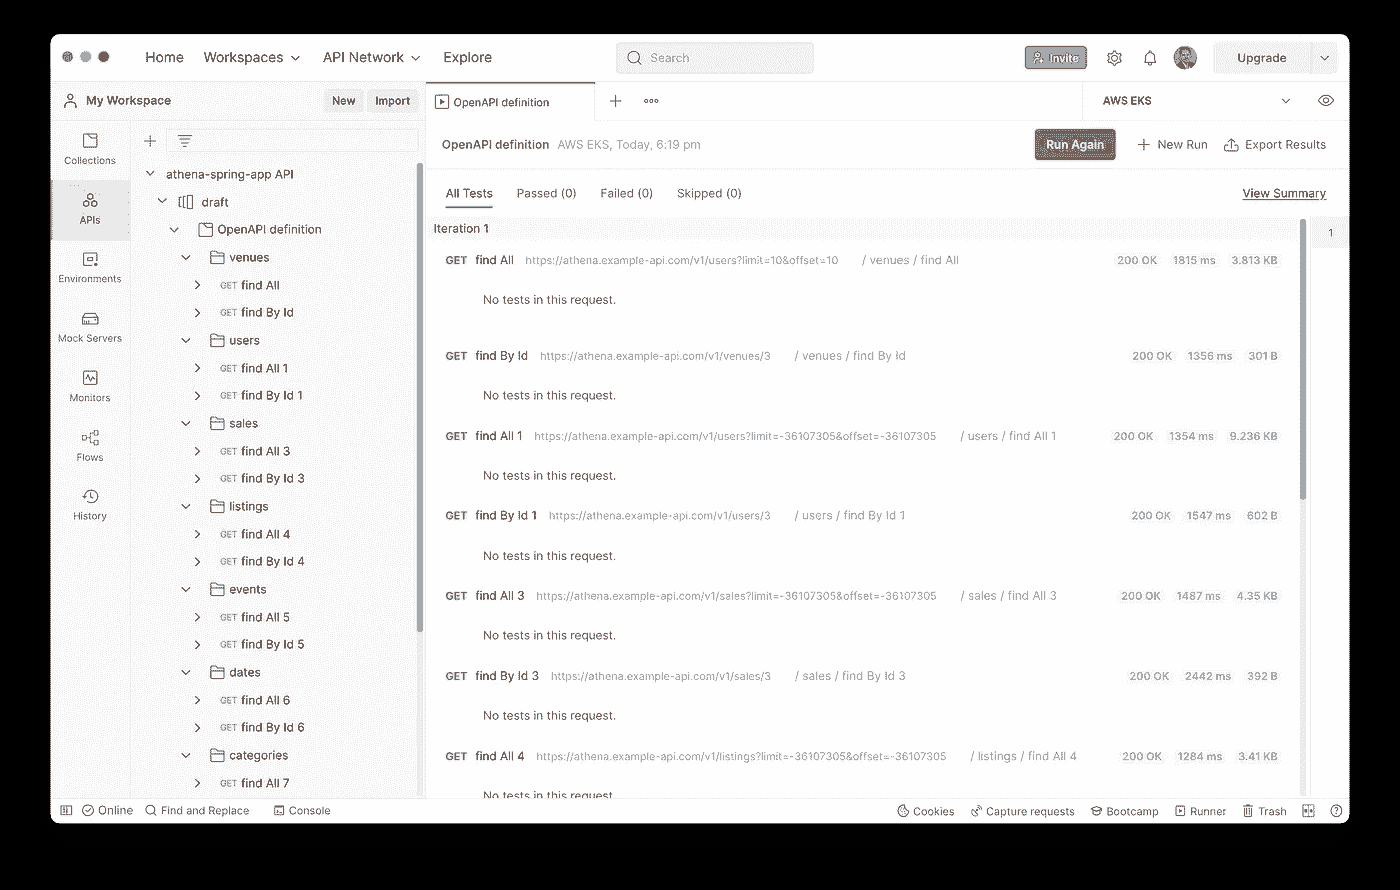 Home Workspaces API Network Explore Search Invite Upgrade
My Workspace New Import OpenAPI definition AWS EKS
OpenAPI definition AWS EKS, Today, 6:19 pm Run Again New Run Export Results
Collections
APIs
Environments
Mock Servers
Monitors
Flows
History
athena-spring-app API
draft
OpenAPI definition
venues
GET find All
GET find By Id
users
GET find All 1
GET find By Id 1
sales
GET find All 3
GET find By Id 3
listings
GET find All 4
GET find By Id 4
events
GET find All 5
GET find By Id 5
dates
GET find All 6
GET find By Id 6
categories
GET find All 7
All Tests Passed (0) Failed (0) Skipped (0) View Summary
Iteration 1
1
GET find All https://athena.example-api.com/v1/users?limit=10&offset=10 / venues / find All 200 OK 1815 ms 3.813 KB
No tests in this request.
GET find By Id https://athena.example-api.com/v1/venues/3 / venues / find By Id 200 OK 1356 ms 301 B
No tests in this request.
GET find All 1 https://athena.example-api.com/v1/users?limit=-36107305&offset=-36107305 / users / find All 1 200 OK 1354 ms 9.236 KB
No tests in this request.
GET find By Id 1 https://athena.example-api.com/v1/users/3 / users / find By Id 1 200 OK 1547 ms 602 B
No tests in this request.
GET find All 3 https://athena.example-api.com/v1/sales?limit=-36107305&offset=-36107305 / sales / find All 3 200 OK 1487 ms 4.35 KB
No tests in this request.
GET find By Id 3 https://athena.example-api.com/v1/sales/3 / sales / find By Id 3 200 OK 2442 ms 392 B
No tests in this request.
GET find All 4 https://athena.example-api.com/v1/listings?limit=-36107305&offset=-36107305 / listings / find All 4 200 OK 1284 ms 3.41 KB
No tests in this request.
Online Find and Replace Console Cookies Capture requests Bootcamp Runner Trash